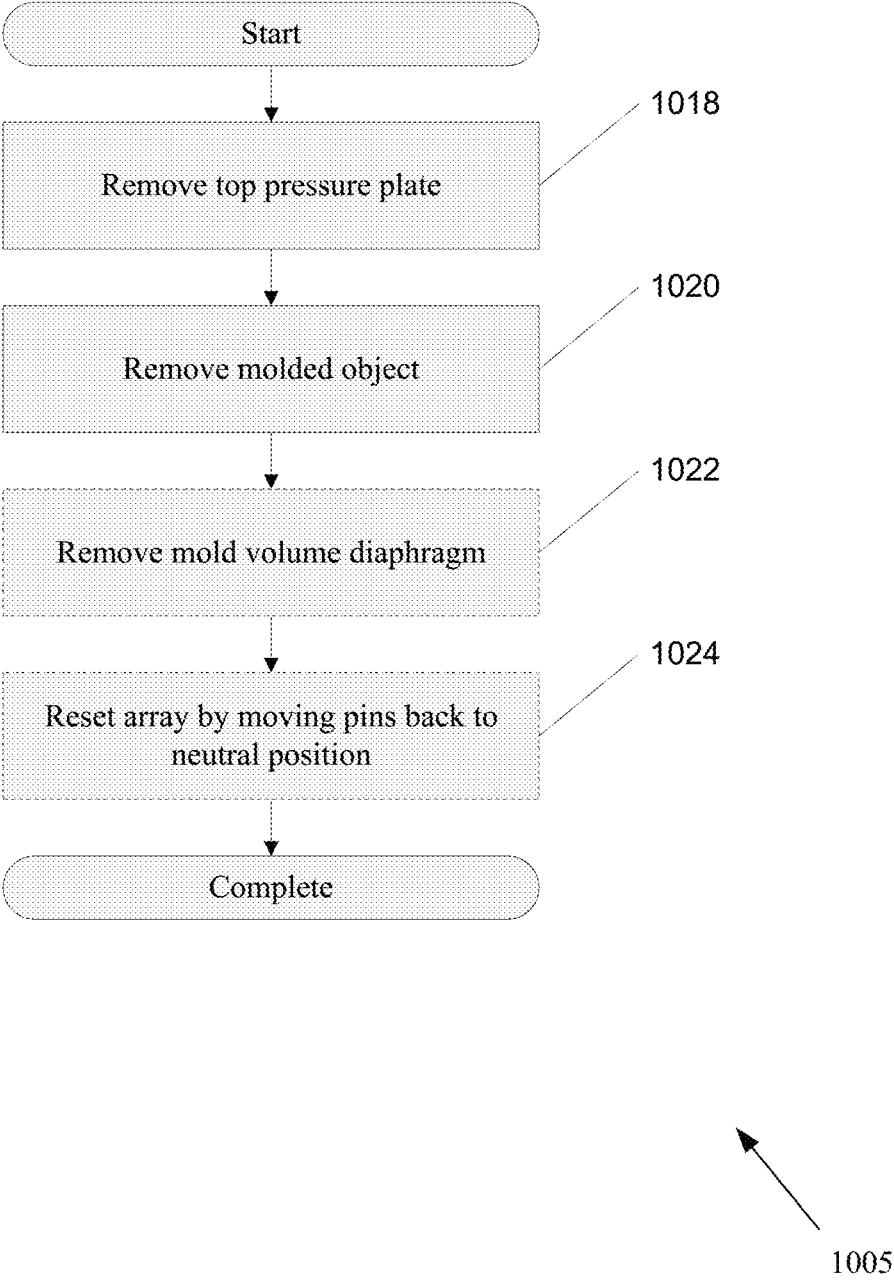 Start
1018
Remove top pressure plate
1020
Remove molded object
1022
Remove mold volume diaphragm
1024
Reset array by moving pins back to
neutral position
Complete
1005